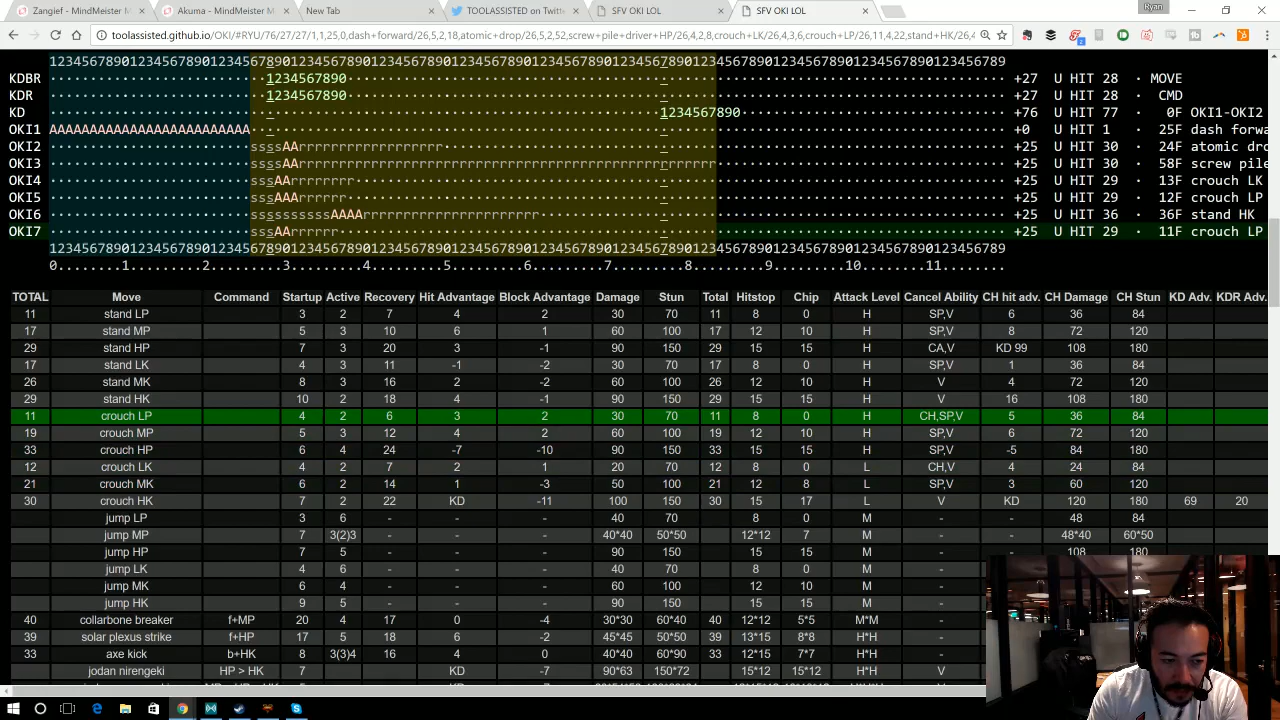 Zangief - MindMeister M
Akuma - MindMeister M
New Tab
TOOLASSISTED on Twitt
SFV OKI LOL
SFV OKI LOL
Ryan
toolassisted.github.io/OKI/#RYU/76/27/27/1,1,25,0,dash+forward/26,5,2,18,atomic+drop/26,5,2,52,screw+pile+driver+HP/26,4,2,8,crouch+LK/26,4,3,6,crouch+LP/26,11,4,22,stand+HK/26,4
KDBR 1234567890 +27 U HIT 28 · MOVE
KDR 1234567890 +27 U HIT 28 · CMD
KD 1234567890 +76 U HIT 77 0F OKI1-OKI2
OKI1 AAAAAAAAAAAAAAAAAAAAAAAAA +0 U HIT 1 · 25F dash forwa
OKI2 ssssAArrrrrrrrrrrrrrrrrr +25 U HIT 30 · 24F atomic dro
OKI3 ssssAArrrrrrrrrrrrrrrrrrrrrrrrrrrrrrrrrrrrrrrrrrrrrrrrrrrr +25 U HIT 30 · 58F screw pile
OKI4 sssAArrrrrrrr +25 U HIT 29 · 13F crouch LK
OKI5 sssAAArrrrrr +25 U HIT 29 · 12F crouch LP
OKI6 ssssssssssAAAArrrrrrrrrrrrrrrrrrrrrr +25 U HIT 36 · 36F stand HK
OKI7 sssAArrrrrr +25 U HIT 29 · 11F crouch LP
0........1.........2.........3.........4.........5.........6.........7.........8.........9.........10........11......
TOTAL Move Command Startup Active Recovery Hit Advantage Block Advantage Damage Stun Total Hitstop Chip Attack Level Cancel Ability CH hit adv. CH Damage CH Stun KD Adv. KDR adv.
11 stand LP 3 2 7 4 2 30 70 11 8 0 H SP,V 6 36 84
17 stand MP 5 3 10 6 1 60 100 17 12 10 H SP,V 8 72 120
29 stand HP 7 3 20 3 -1 90 150 29 15 15 H CA,V KD 99 108 180
17 stand LK 4 3 11 -1 -2 30 70 17 8 0 H SP,V 1 36 84
26 stand MK 8 3 16 2 -2 60 100 26 12 10 H V 4 72 120
29 stand HK 10 2 18 4 -1 90 150 29 15 15 H V 16 108 180
11 crouch LP 4 2 6 3 2 30 70 11 8 0 H CH,SP,V 5 36 84
19 crouch MP 5 3 12 4 2 60 100 19 12 10 H SP,V 6 72 120
33 crouch HP 6 4 24 -7 -10 90 150 33 15 15 H SP,V -5 84 180
12 crouch LK 4 2 7 2 1 20 70 12 8 0 L CH,V 4 24 84
21 crouch MK 6 2 14 1 -3 50 100 21 12 8 L SP,V 3 60 120
30 crouch HK 7 2 22 KD -11 100 150 30 15 17 L V KD 120 180 69 20
jump LP 3 6 - - - 40 70 8 0 M - - 48 84
jump MP 7 3(2)3 - - - 40*40 50*50 12*12 7 M - - 48*40 60*50
jump HP 7 5 - - - 90 150 15 15 M - - 108
jump LK 4 6 - - - 40 70 8 0 M -
jump MK 6 4 - - - 60 100 12 10 M -
jump HK 9 5 - - - 90 150 15 15 M -
40 collarbone breaker f+MP 20 4 17 0 -4 30*30 60*40 40 12*12 5*5 M*M -
39 solar plexus strike f+HP 17 5 18 6 -2 45*45 50*50 39 13*15 8*8 H*H -
33 axe kick b+HK 8 3(3)4 16 4 0 40*40 60*90 33 12*15 7*7 H*H -
jodan nirengeki HP > HK 7 KD -7 90*63 150*72 15*12 15*12 H*H V